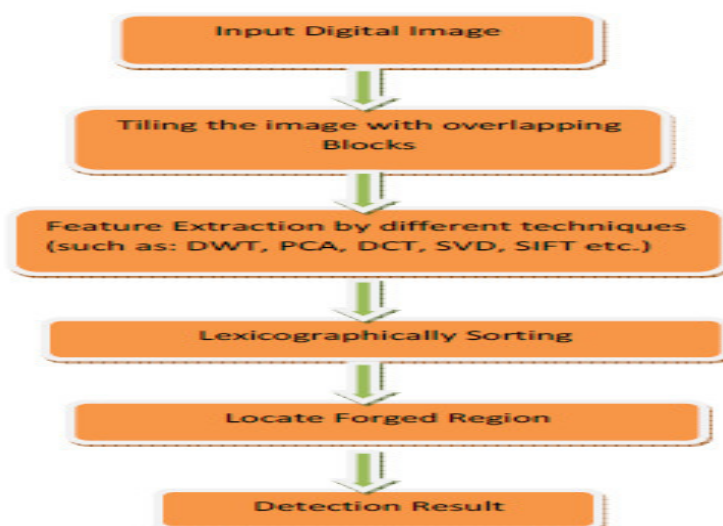 Input Digital Image
Tiling the image with overlapping
Blocks
Feature Extraction by different techniques
(such as: DWT, PCA, DCT, SVD, SIFT etc.)
Lexicographically Sorting
Locate Forged Region
Detection Result